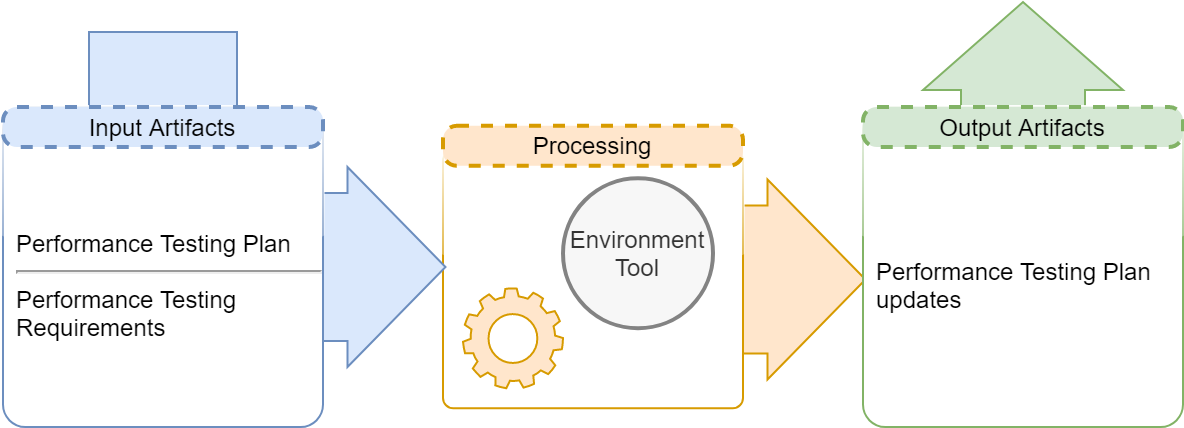 Input Artifacts
Performance Testing Plan
Performance Testing
Requirements
Processing
Environment
Tool
Output Artifacts
Performance Testing Plan
updates